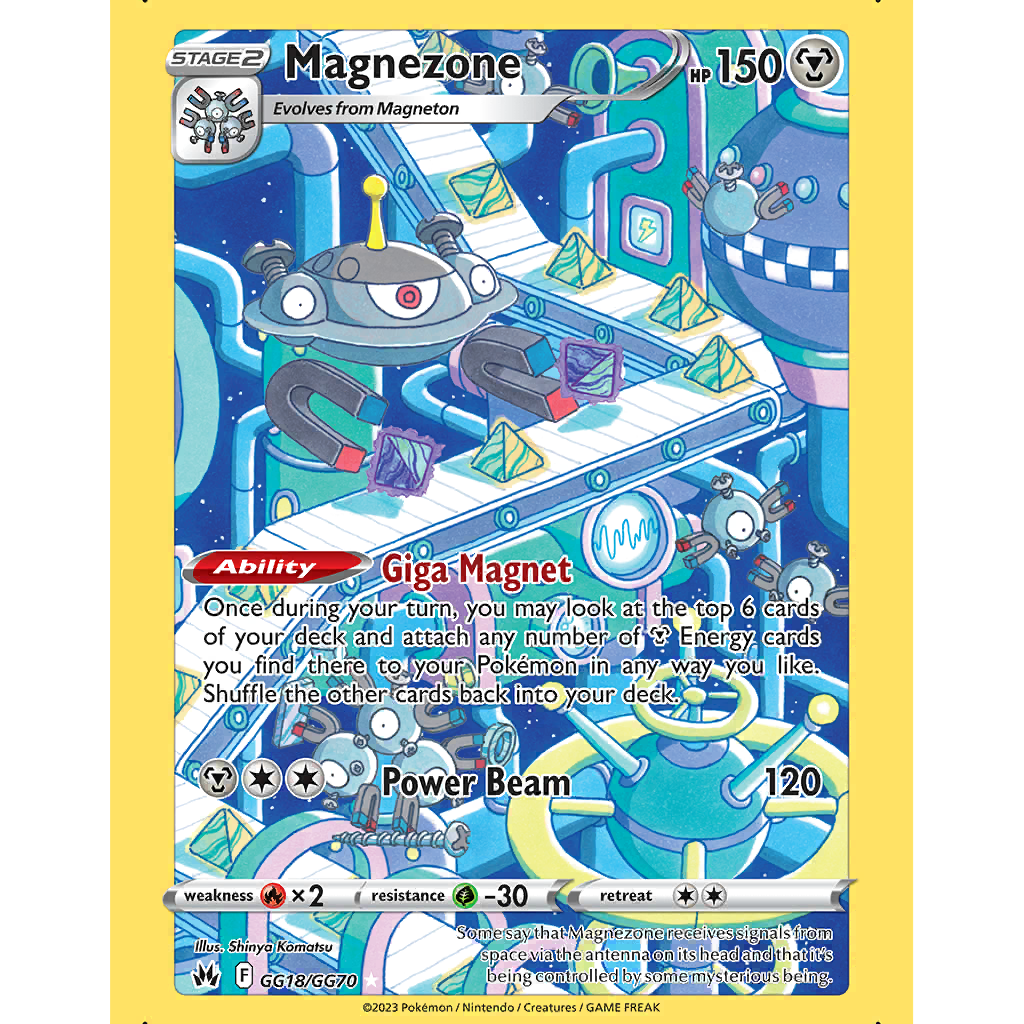 STAGE2
Magnezone
HP 150
Evolves from Magneton
Ability
Giga Magnet
Once during your turn, you may look at the top 6 cards
of your deck and attach any number of Energy cards
you find there to your Pokémon in any way you like.
Shuffle the other cards back into your deck.
Power Beam 120
weakness ×2 resistance -30 retreat
Illus. Shinya Komatsu
F GG18/GG70
Some say that Magnezone receives signals from
space via the antenna on its head and that it's
being controlled by some mysterious being.
©2023 Pokémon / Nintendo / Creatures / GAME FREAK